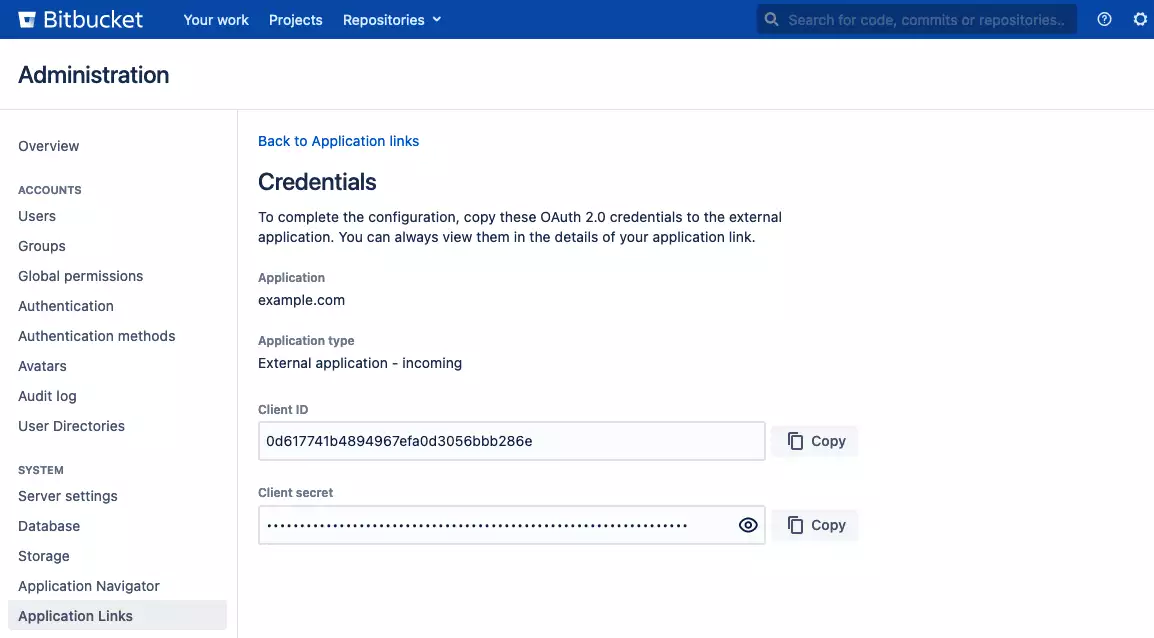 Bitbucket Your work Projects Repositories Search for code, commits or repositories..
Administration
Overview
ACCOUNTS
Users
Groups
Global permissions
Authentication
Authentication methods
Avatars
Audit log
User Directories
SYSTEM
Server settings
Database
Storage
Application Navigator
Application Links
Back to Application links
Credentials
To complete the configuration, copy these OAuth 2.0 credentials to the external
application. You can always view them in the details of your application link.
Application
example.com
Application type
External application - incoming
Client ID
0d617741b4894967efa0d3056bbb286e Copy
Client secret
•••••••••••••••••••••••••••••••••••••••••••••••••••••••••••••••• Copy